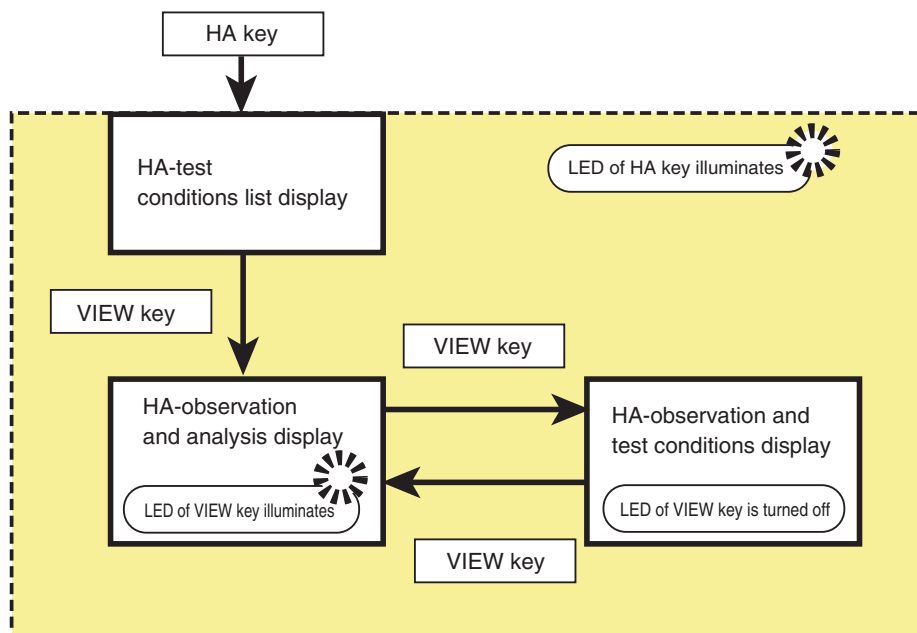 HA key
HA-test
conditions list display
LED of HA key illuminates
VIEW key
VIEW key
HA-observation
and analysis display
LED of VIEW key illuminates
HA-observation and
test conditions display
LED of VIEW key is turned off
VIEW key